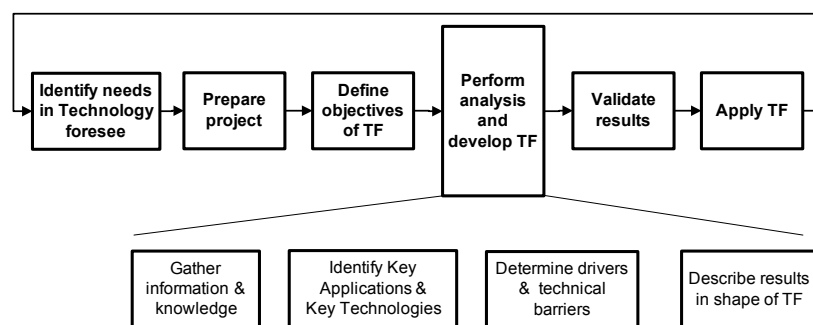 Identify needs
in Technology
foresee
Prepare
project
Define
objectives
of TF
Perform
analysis
and
develop TF
Validate
results
Apply TF
Gather
information &
knowledge
Identify Key
Applications &
Key Technologies
Determine drivers
& technical
barriers
Describe results
in shape of TF